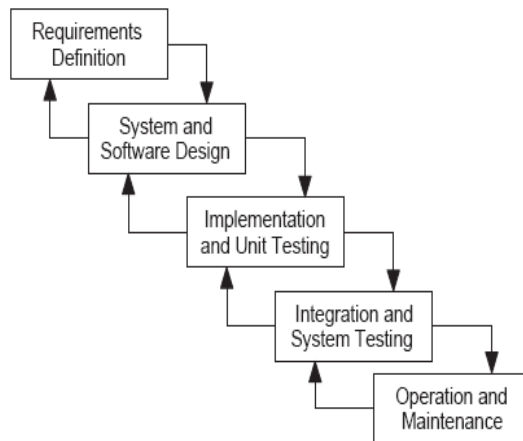 Requirements
Definition
System and
Software Design
Implementation
and Unit Testing
Integration and
System Testing
Operation and
Maintenance